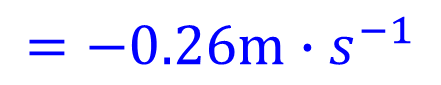 = −0.26m · s⁻¹